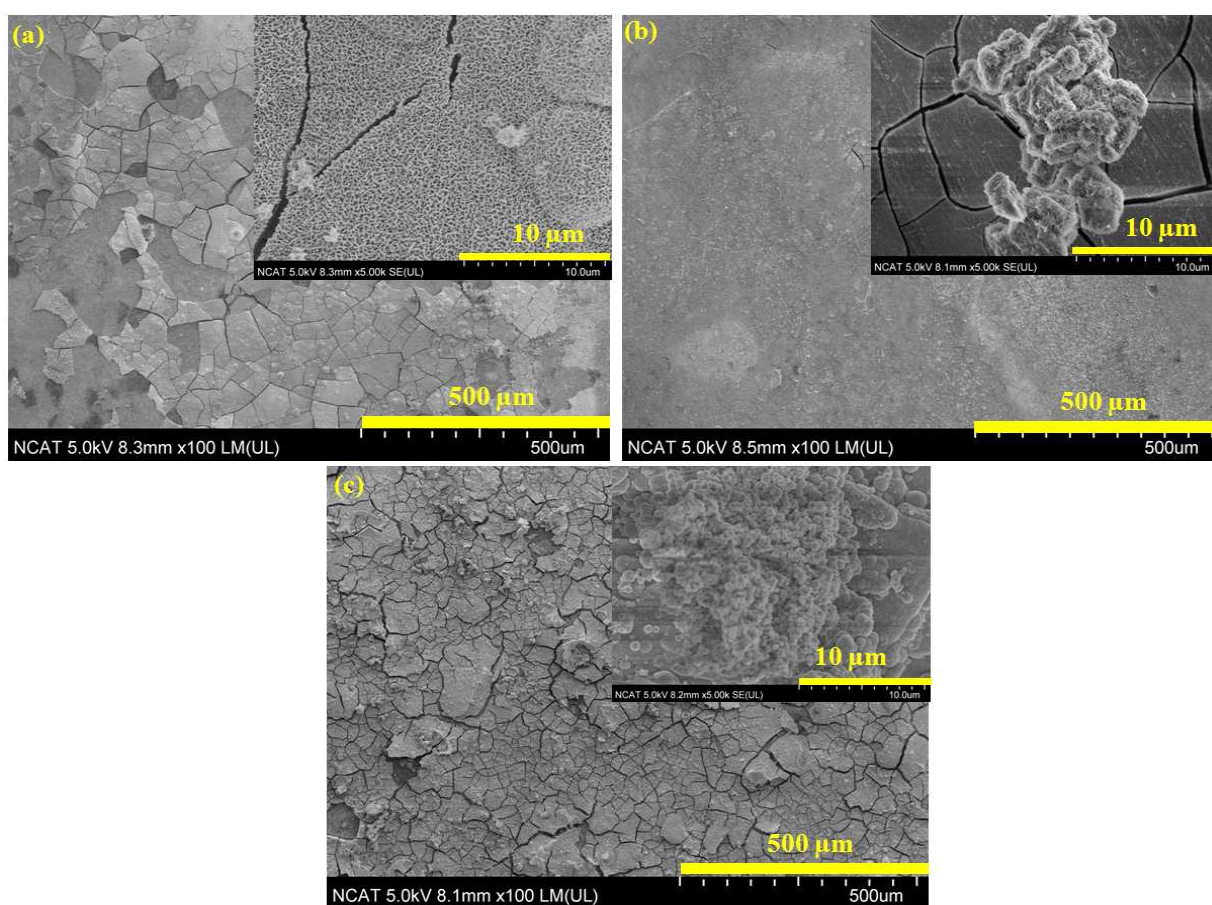 (a)
10 µm
NCAT 5.0kV 8.3mm x5.00k SE(UL) 10.0um
500 µm
NCAT 5.0kV 8.3mm x100 LM(UL) 500um
(b)
10 µm
NCAT 5.0kV 8.1mm x5.00k SE(UL) 10.0um
500 µm
NCAT 5.0kV 8.5mm x100 LM(UL) 500um
(c)
10 µm
NCAT 5.0kV 8.2mm x5.00k SE(UL) 10.0um
500 µm
NCAT 5.0kV 8.1mm x100 LM(UL) 500um